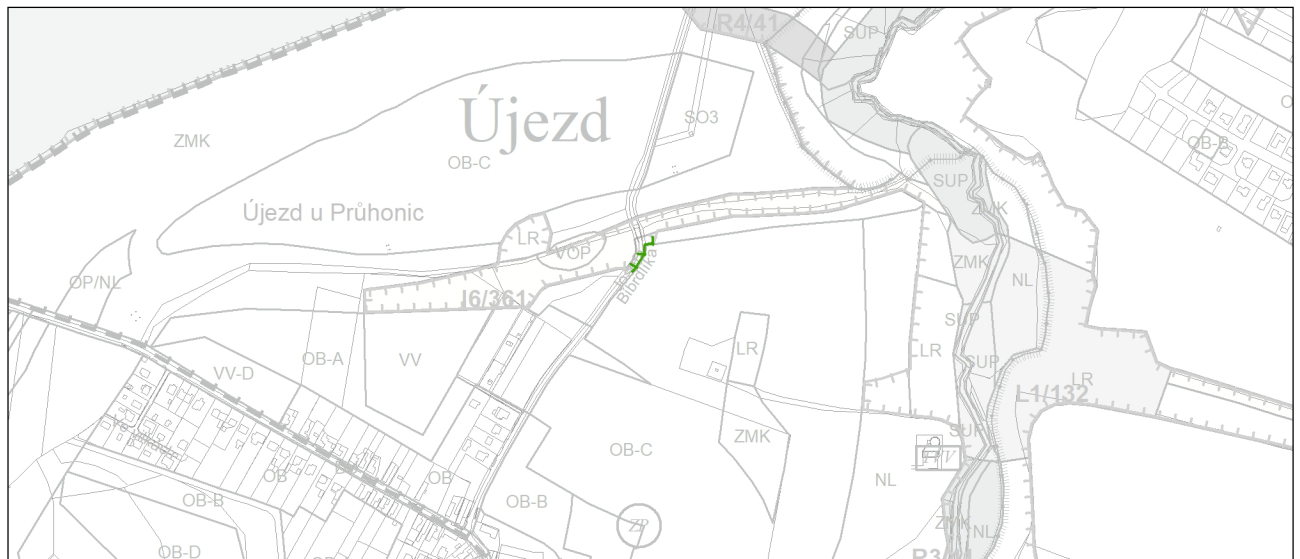 R4/41
SUP
ZMK
Újezd
SO3
OB-C
OB-B
SUP
Újezd u Průhonic
ZMK
LR
VOP
ZMK
OP/NL
NL
I6/361
SUP
OB-A
VV
LR
LR
SUP
VV-D
LR
L1/132
SUP
ZMK
OB-C
OB
OB
NL
OB-B
OB-B
ZP
ZMK
NL
OB-D